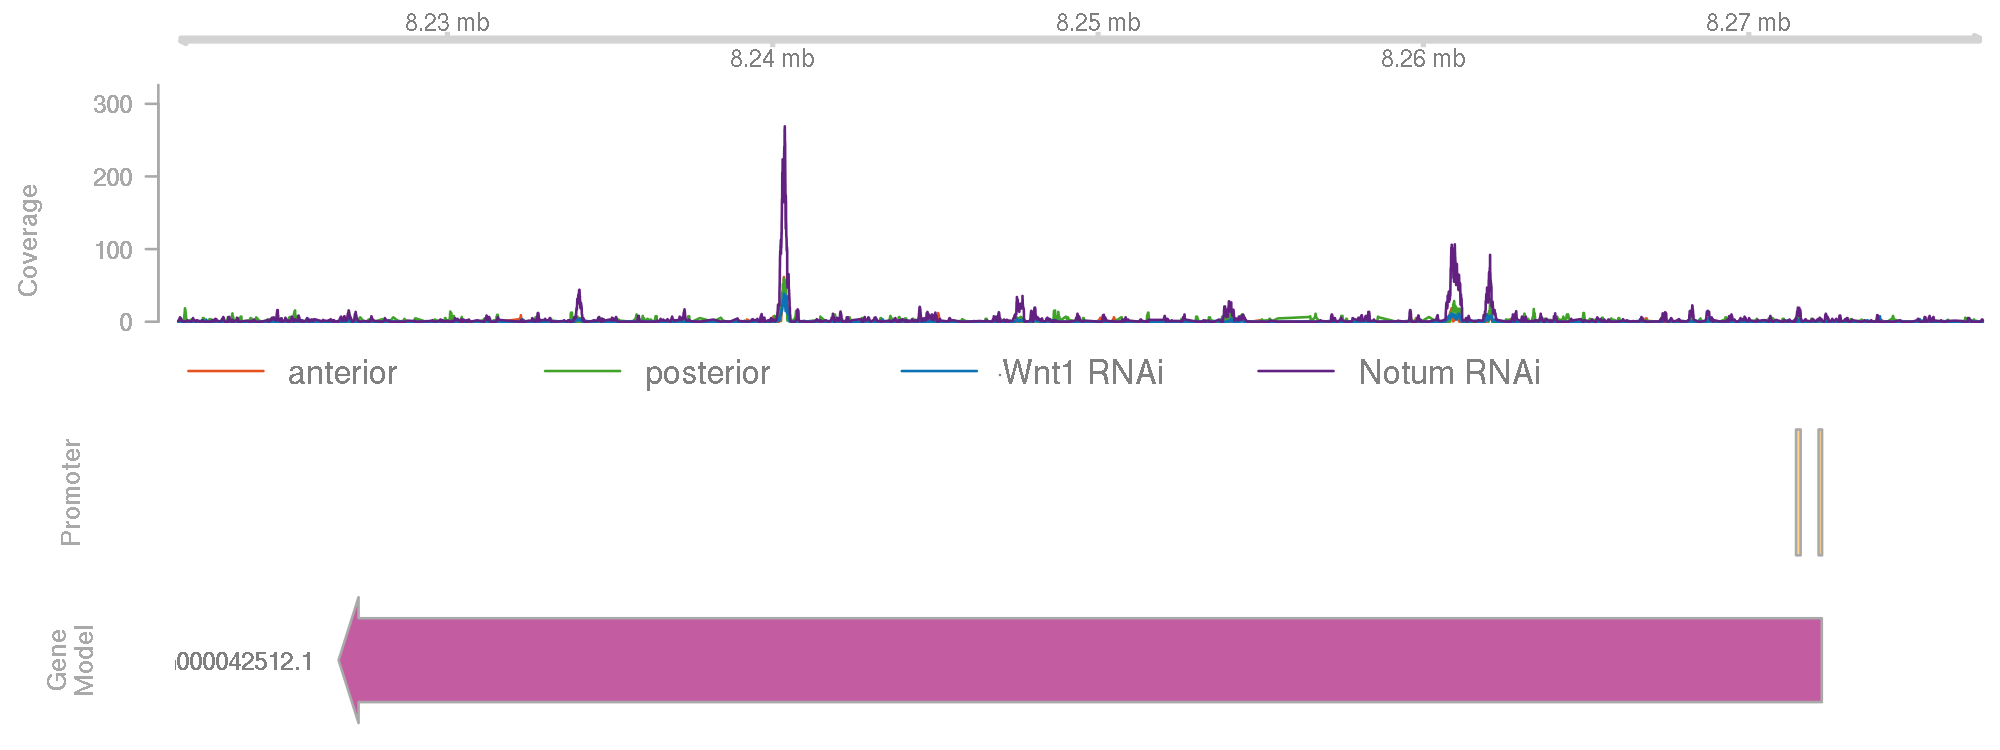 8.23 mb
8.25 mb
8.27 mb
8.24 mb
8.26 mb
300
200
100
0
Coverage
anterior
posterior
Wnt1 RNAi
Notum RNAi
Promoter
Gene
Model
000042512.1